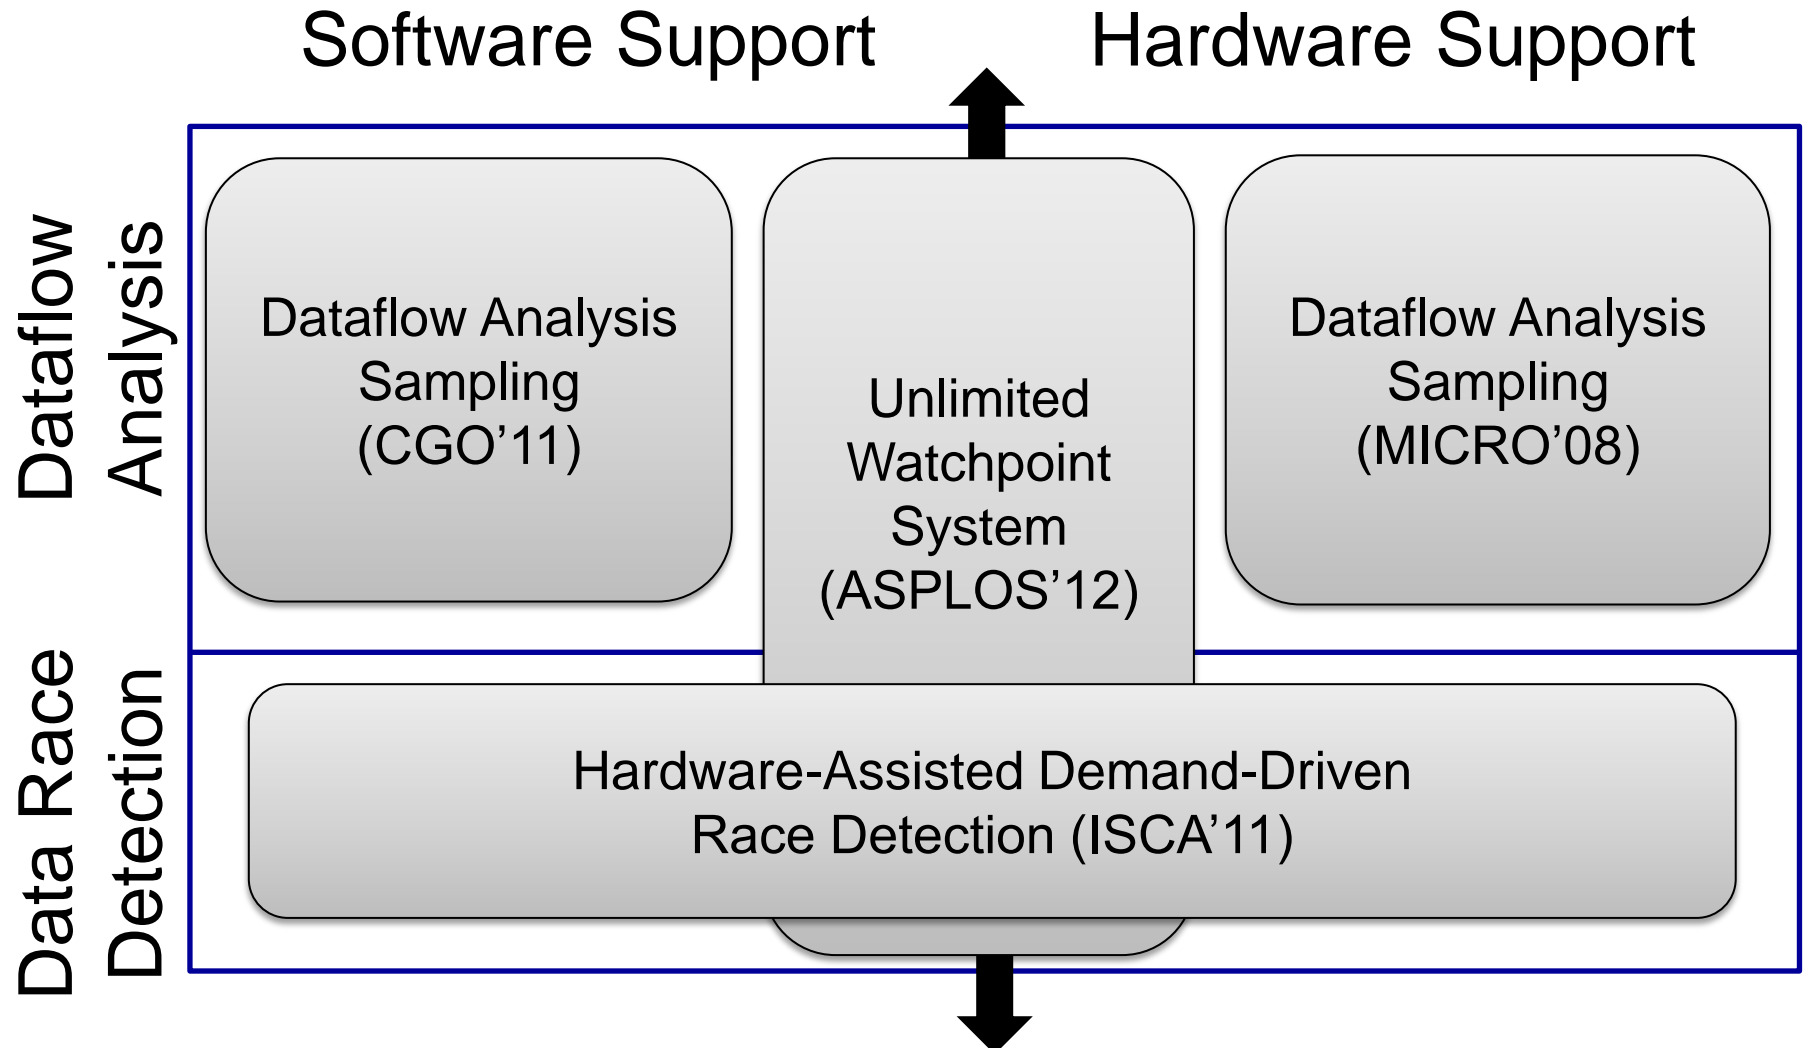 Software Support
Hardware Support
Dataflow
Analysis
Dataflow Analysis
Sampling
(CGO’11)
Unlimited
Watchpoint
System
(ASPLOS’12)
Dataflow Analysis
Sampling
(MICRO’08)
Data Race
Detection
Hardware-Assisted Demand-Driven
Race Detection (ISCA’11)